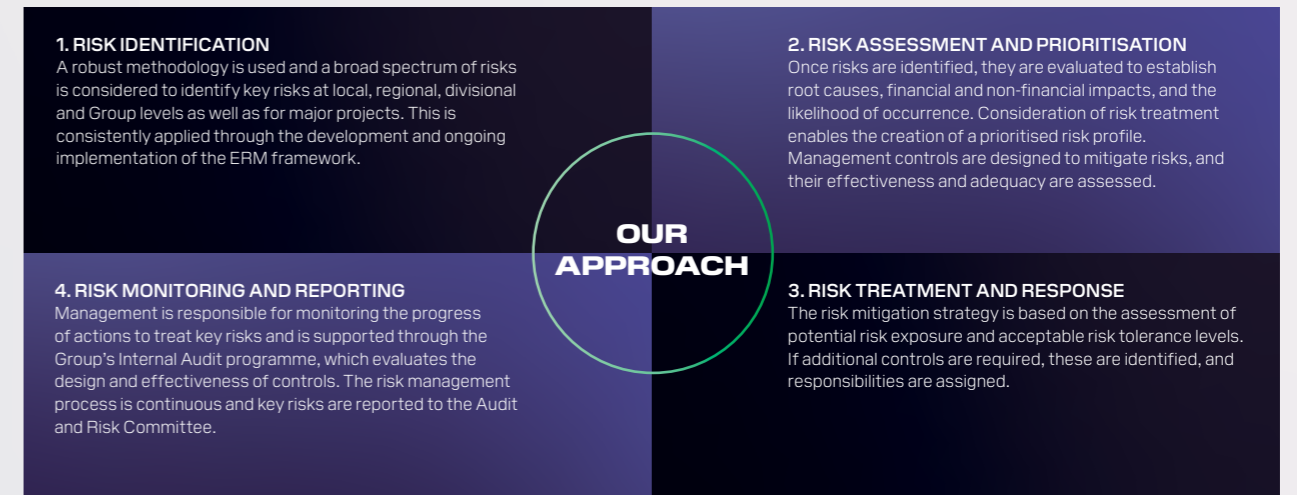 1. RISK IDENTIFICATION
A robust methodology is used and a broad spectrum of risks
is considered to identify key risks at local, regional, divisional
and Group levels as well as for major projects. This is
consistently applied through the development and ongoing
implementation of the ERM framework.
2. RISK ASSESSMENT AND PRIORITISATION
Once risks are identified, they are evaluated to establish
root causes, financial and non-financial impacts, and the
likelihood of occurrence. Consideration of risk treatment
enables the creation of a prioritised risk profile.
Management controls are designed to mitigate risks, and
their effectiveness and adequacy are assessed.
OUR
APPROACH
3. RISK TREATMENT AND RESPONSE
The risk mitigation strategy is based on the assessment of
potential risk exposure and acceptable risk tolerance levels.
If additional controls are required, these are identified, and
responsibilities are assigned.
4. RISK MONITORING AND REPORTING
Management is responsible for monitoring the progress
of actions to treat key risks and is supported through the
Group's Internal Audit programme, which evaluates the
design and effectiveness of controls. The risk management
process is continuous and key risks are reported to the Audit
and Risk Committee.